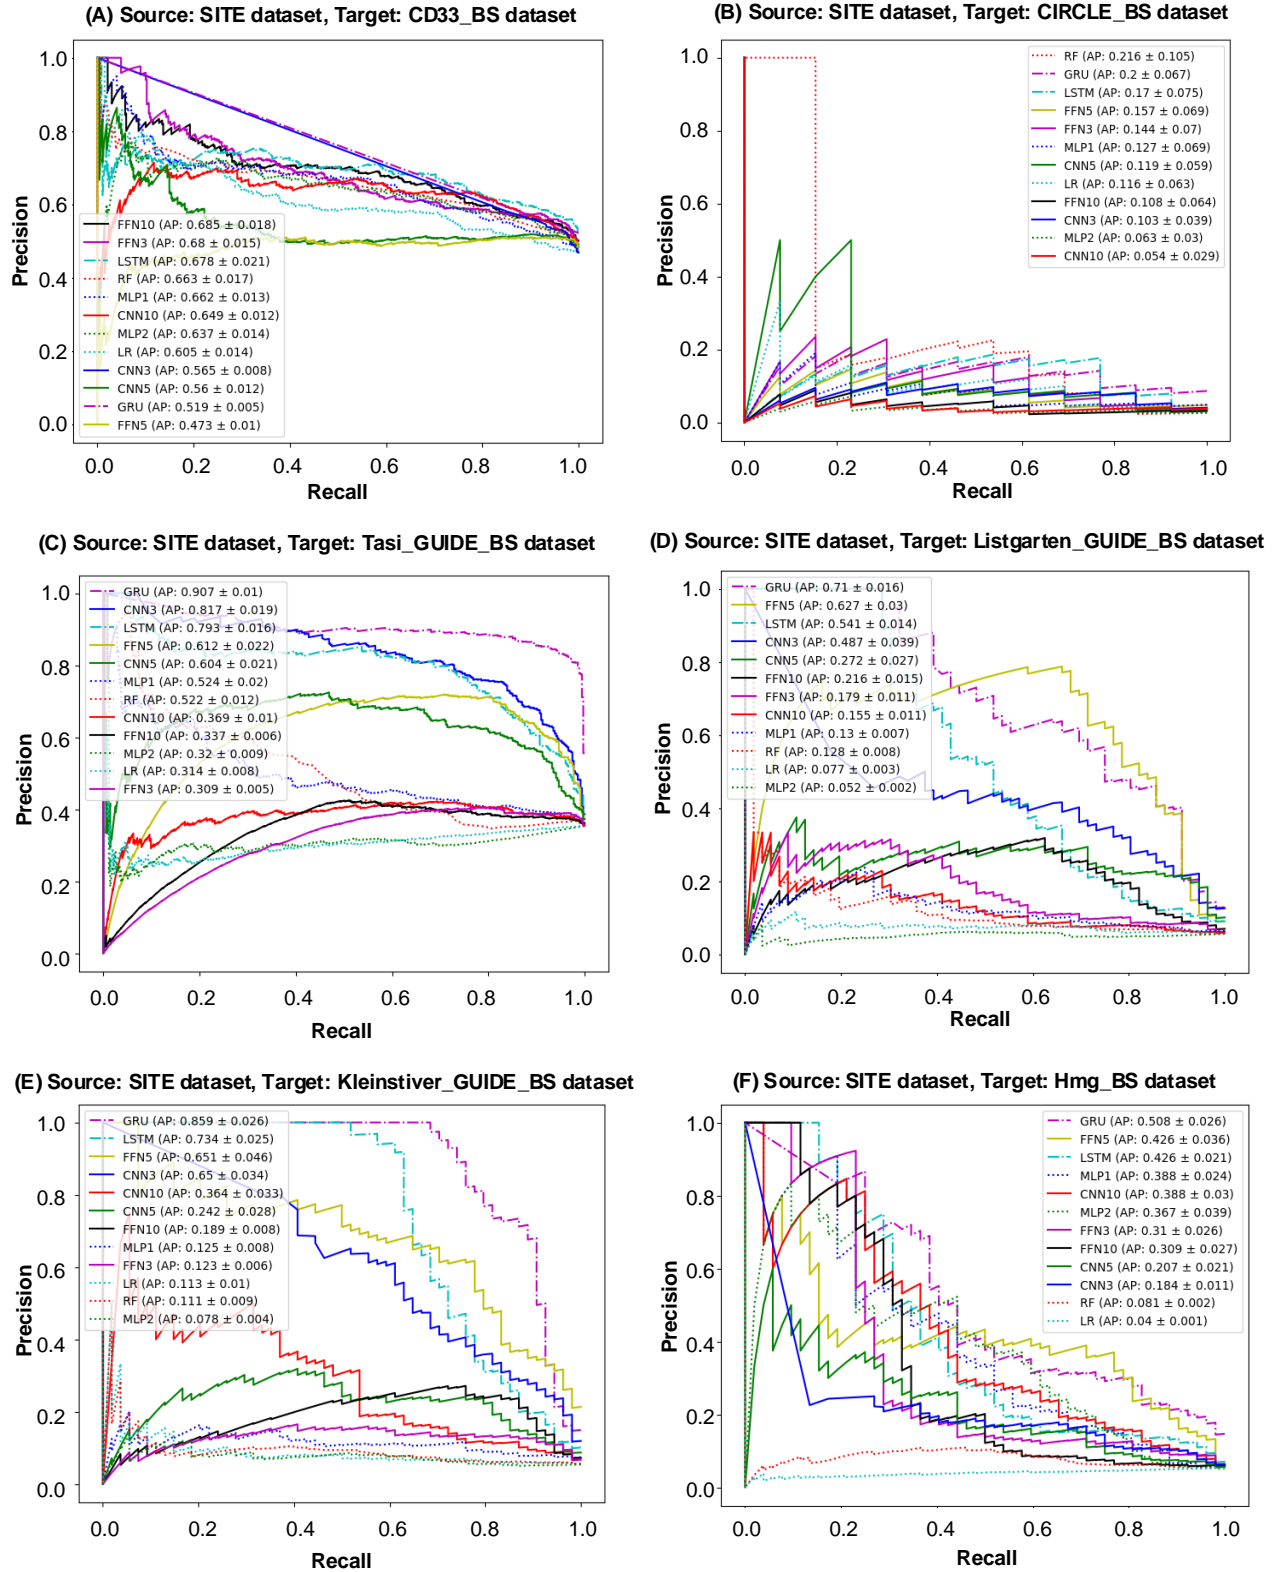 (A) Source: SITE dataset, Target: CD33_BS dataset
Precision
1.0
0.8
0.6
0.4
0.2
0.0
FFN10 (AP: 0.685 ± 0.018)
FFN3 (AP: 0.68 ± 0.015)
LSTM (AP: 0.678 ± 0.021)
RF (AP: 0.663 ± 0.017)
MLP1 (AP: 0.662 ± 0.013)
CNN10 (AP: 0.649 ± 0.012)
MLP2 (AP: 0.637 ± 0.014)
LR (AP: 0.605 ± 0.014)
CNN3 (AP: 0.565 ± 0.008)
CNN5 (AP: 0.56 ± 0.012)
GRU (AP: 0.519 ± 0.005)
FFN5 (AP: 0.473 ± 0.01)
0.0 0.2 0.4 0.6 0.8 1.0
Recall
(B) Source: SITE dataset, Target: CIRCLE_BS dataset
Precision
1.0
0.8
0.6
0.4
0.2
0.0
RF (AP: 0.216 ± 0.105)
GRU (AP: 0.2 ± 0.067)
LSTM (AP: 0.17 ± 0.075)
FFN5 (AP: 0.157 ± 0.069)
FFN3 (AP: 0.144 ± 0.07)
MLP1 (AP: 0.127 ± 0.069)
CNN5 (AP: 0.119 ± 0.059)
LR (AP: 0.116 ± 0.063)
FFN10 (AP: 0.108 ± 0.064)
CNN3 (AP: 0.103 ± 0.039)
MLP2 (AP: 0.063 ± 0.03)
CNN10 (AP: 0.054 ± 0.029)
0.0 0.2 0.4 0.6 0.8 1.0
Recall
(C) Source: SITE dataset, Target: Tasi_GUIDE_BS dataset
Precision
1.0
0.8
0.6
0.4
0.2
0.0
GRU (AP: 0.907 ± 0.01)
CNN3 (AP: 0.817 ± 0.019)
LSTM (AP: 0.793 ± 0.016)
FFN5 (AP: 0.612 ± 0.022)
CNN5 (AP: 0.604 ± 0.021)
MLP1 (AP: 0.524 ± 0.02)
RF (AP: 0.522 ± 0.012)
CNN10 (AP: 0.369 ± 0.01)
FFN10 (AP: 0.337 ± 0.006)
MLP2 (AP: 0.32 ± 0.009)
LR (AP: 0.314 ± 0.008)
FFN3 (AP: 0.309 ± 0.005)
0.0 0.2 0.4 0.6 0.8 1.0
Recall
(D) Source: SITE dataset, Target: Listgarten_GUIDE_BS dataset
Precision
1.0
0.8
0.6
0.4
0.2
0.0
GRU (AP: 0.71 ± 0.016)
FFN5 (AP: 0.627 ± 0.03)
LSTM (AP: 0.541 ± 0.014)
CNN3 (AP: 0.487 ± 0.039)
CNN5 (AP: 0.272 ± 0.027)
FFN10 (AP: 0.216 ± 0.015)
FFN3 (AP: 0.179 ± 0.011)
CNN10 (AP: 0.155 ± 0.011)
MLP1 (AP: 0.13 ± 0.007)
RF (AP: 0.128 ± 0.008)
LR (AP: 0.077 ± 0.003)
MLP2 (AP: 0.052 ± 0.002)
0.0 0.2 0.4 0.6 0.8 1.0
Recall
(E) Source: SITE dataset, Target: Kleinstiver_GUIDE_BS dataset
Precision
1.0
0.8
0.6
0.4
0.2
0.0
GRU (AP: 0.859 ± 0.026)
LSTM (AP: 0.734 ± 0.025)
FFN5 (AP: 0.651 ± 0.046)
CNN3 (AP: 0.65 ± 0.034)
CNN10 (AP: 0.364 ± 0.033)
CNN5 (AP: 0.242 ± 0.028)
FFN10 (AP: 0.189 ± 0.008)
MLP1 (AP: 0.125 ± 0.008)
FFN3 (AP: 0.123 ± 0.006)
LR (AP: 0.113 ± 0.01)
RF (AP: 0.111 ± 0.009)
MLP2 (AP: 0.078 ± 0.004)
0.0 0.2 0.4 0.6 0.8 1.0
Recall
(F) Source: SITE dataset, Target: Hmg_BS dataset
Precision
1.0
0.8
0.6
0.4
0.2
0.0
GRU (AP: 0.508 ± 0.026)
FFN5 (AP: 0.426 ± 0.036)
LSTM (AP: 0.426 ± 0.021)
MLP1 (AP: 0.388 ± 0.024)
CNN10 (AP: 0.388 ± 0.03)
MLP2 (AP: 0.367 ± 0.039)
FFN3 (AP: 0.31 ± 0.026)
FFN10 (AP: 0.309 ± 0.027)
CNN5 (AP: 0.207 ± 0.021)
CNN3 (AP: 0.184 ± 0.011)
RF (AP: 0.081 ± 0.002)
LR (AP: 0.04 ± 0.001)
0.0 0.2 0.4 0.6 0.8 1.0
Recall